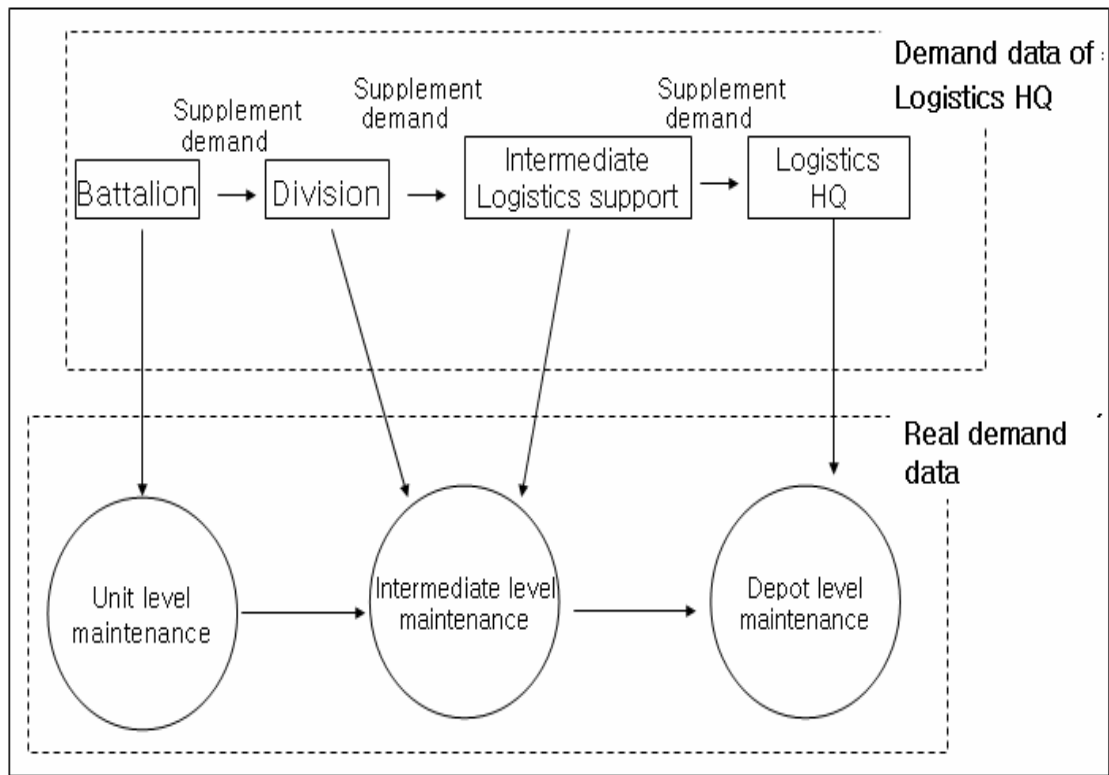 Demand data of :
Logistics HQ
Supplement
demand
Supplement
demand
Supplement
demand
Battalion
Division
Intermediate
Logistics support
Logistics
HQ
Real demand
data
Unit level
maintenance
Intermediate level
maintenance
Depot level
maintenance